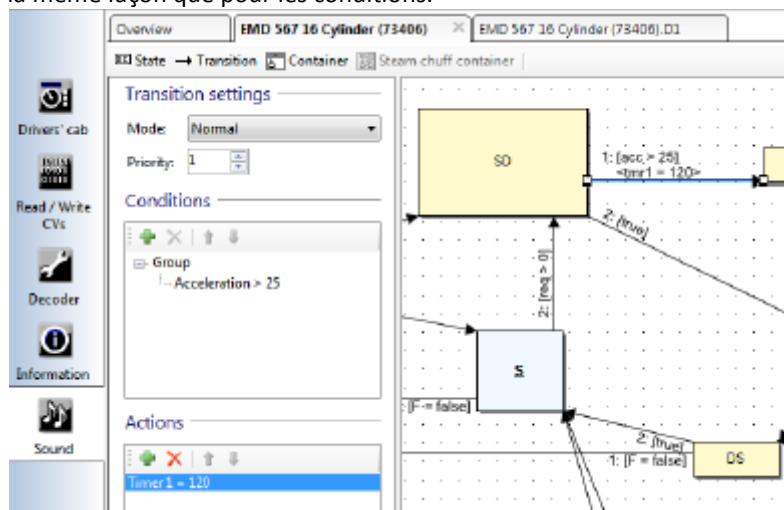 la même façon que pour les conditions.
Overview
EMD 567 16 Cylinder (73406)
EMD 567 16 Cylinder (73406).D1
State
Transition
Container
Steam chuff container
Drivers' cab
Read / Write
CVs
Decoder
Information
Sound
Transition settings
Mode:
Normal
Priority:
1
Conditions
Group
Acceleration > 25
Actions
Timer1 = 120
SD
1: [acc > 25]
<tmr1 = 120>
2: [true]
2: [req > 0]
S
: [F = false]
2: [true]
1: [F = false]
DS